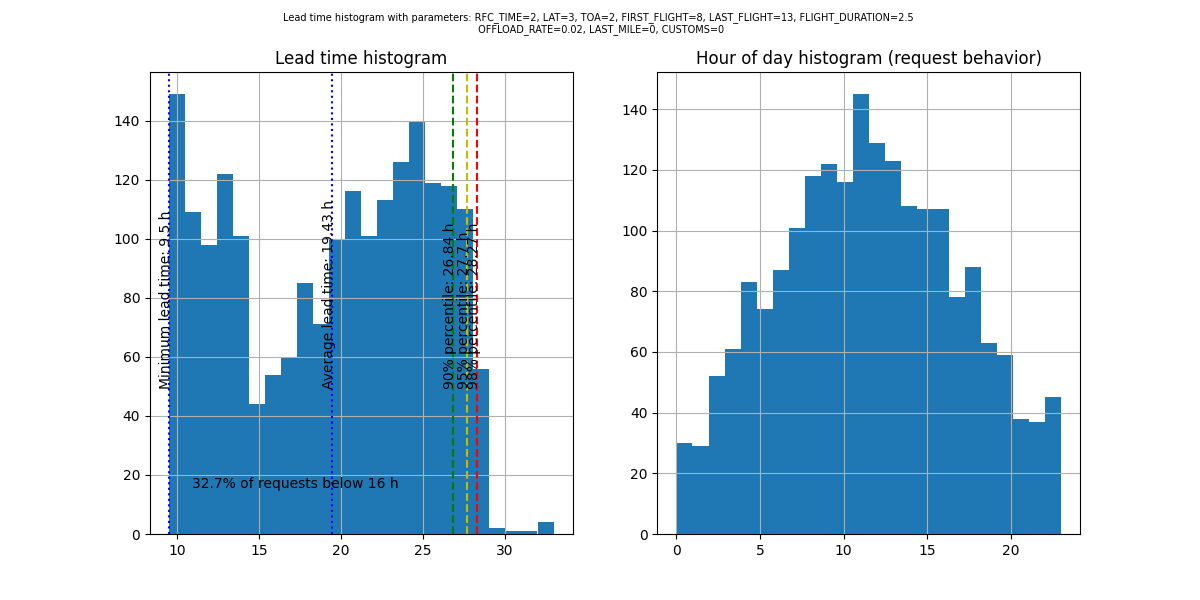 Lead time histogram with parameters: RFC_TIME=2, LAT=3, TOA=2, FIRST_FLIGHT=8, LAST_FLIGHT=13, FLIGHT_DURATION=2.5
OFFLOAD_RATE=0.02, LAST_MILE=0, CUSTOMS=0
Lead time histogram
140
120
100
80
60
40
20
0
10
15
20
25
30
Minimum lead time: 9.5 h
Average lead time: 19.43 h
90% percentile: 26.84 h
95% percentile: 27.7 h
98% percentile: 28.27 h
32.7% of requests below 16 h
Hour of day histogram (request behavior)
140
120
100
80
60
40
20
0
0
5
10
15
20